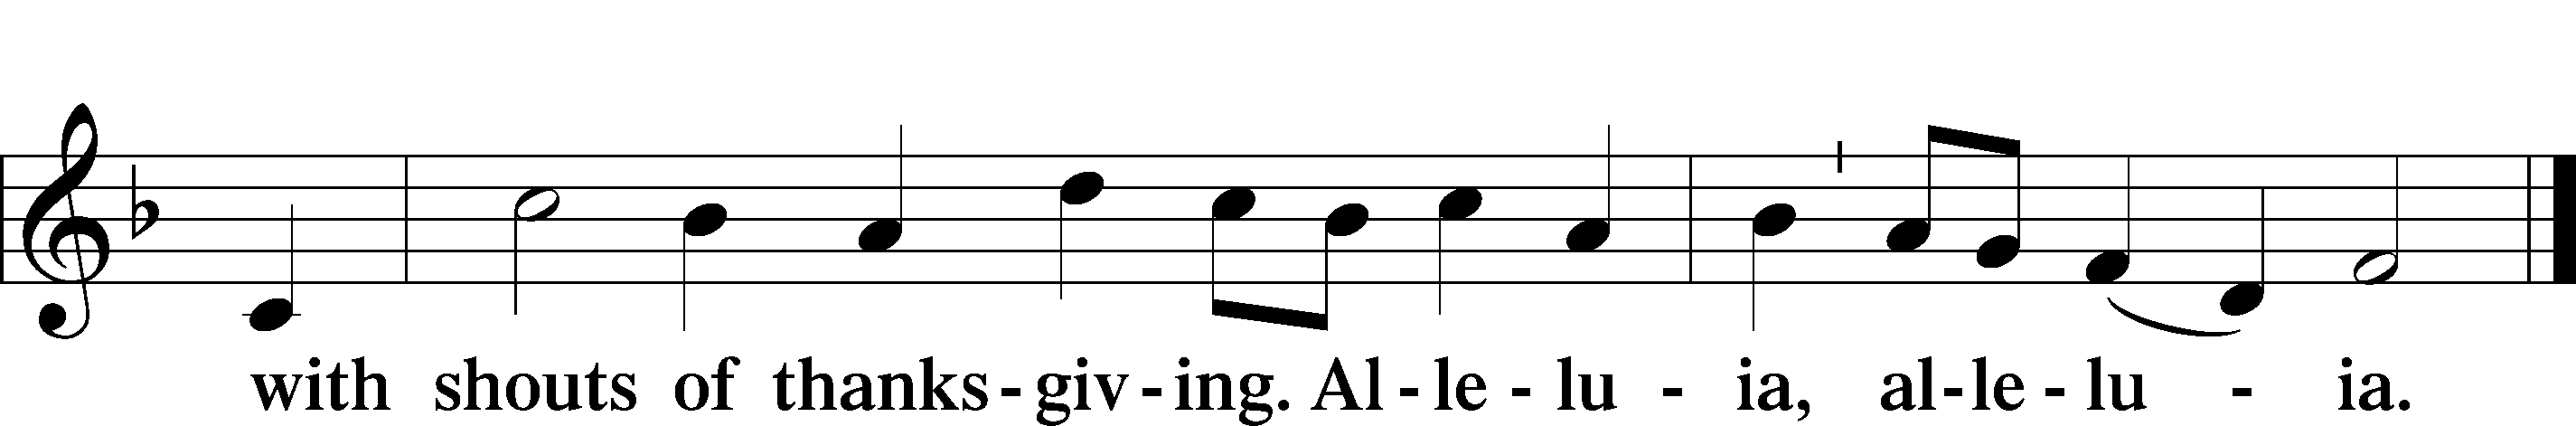 with shouts of thanks-giv-ing. Al-le-lu-ia, al-le-lu-ia.